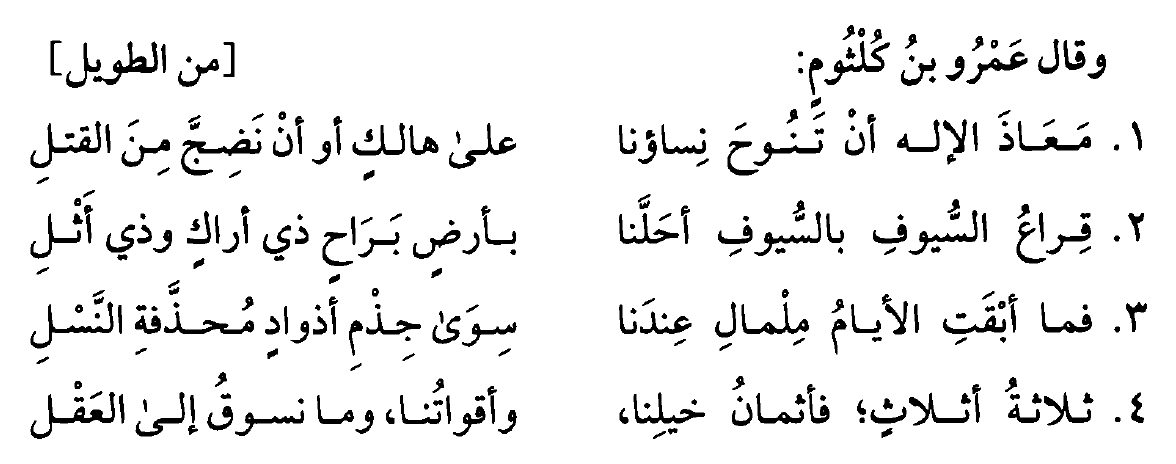 وقال عَمْرُو بنُ كُلْثُومٍ: [من الطويل]
١. مَعَاذَ الإله أنْ تَنُوحَ نِساؤنا على هالكٍ أو أنْ نَضِجَّ مِنَ القتلِ
٢. قِراعُ السُّيوفِ بالسُّيوفِ أحَلَّنا بأرضٍ بَرَاحٍ ذي أراكٍ وذي أَثْلِ
٣. فما أبْقَتِ الأيامُ مِلْمالِ عِندَنا سِوَى جِذْمِ أذوادٍ مُحذَّفةِ النَّسْلِ
٤. ثلاثةُ أثلاثٍ؛ فأثمانُ خيلِنا، وأقواتُنا، وما نسوقُ إلى العَقْلِ